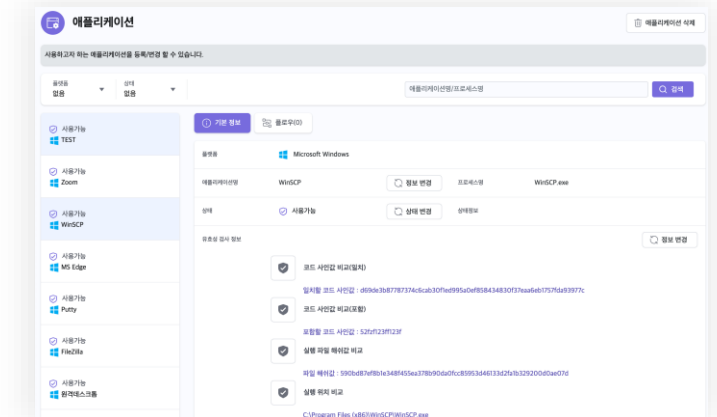 애플리케이션
애플리케이션 삭제
사용하고자 하는 애플리케이션을 등록/변경 할 수 있습니다.
플랫폼
없음
상태
없음
애플리케이션명/프로세스명
검색
사용가능
TEST
사용가능
Zoom
사용가능
WinSCP
사용가능
MS Edge
사용가능
Putty
사용가능
FileZilla
사용가능
원격데스크톱
기본 정보
플로우(0)
플랫폼
Microsoft Windows
애플리케이션명
WinSCP
정보 변경
프로세스명
WinSCP.exe
상태
사용가능
상태 변경
상태정보
유효성 검사 정보
정보 변경
코드 사인값 비교(일치)
일치할 코드 사인값 :
코드 사인값 비교(포함)
포함할 코드 사인값 : 52fzf123ff123f
실행 파일 해쉬값 비교
파일 해쉬값 :
실행 위치 비교
C:\Program Files (x86)\WinSCP\WinSCP.exe